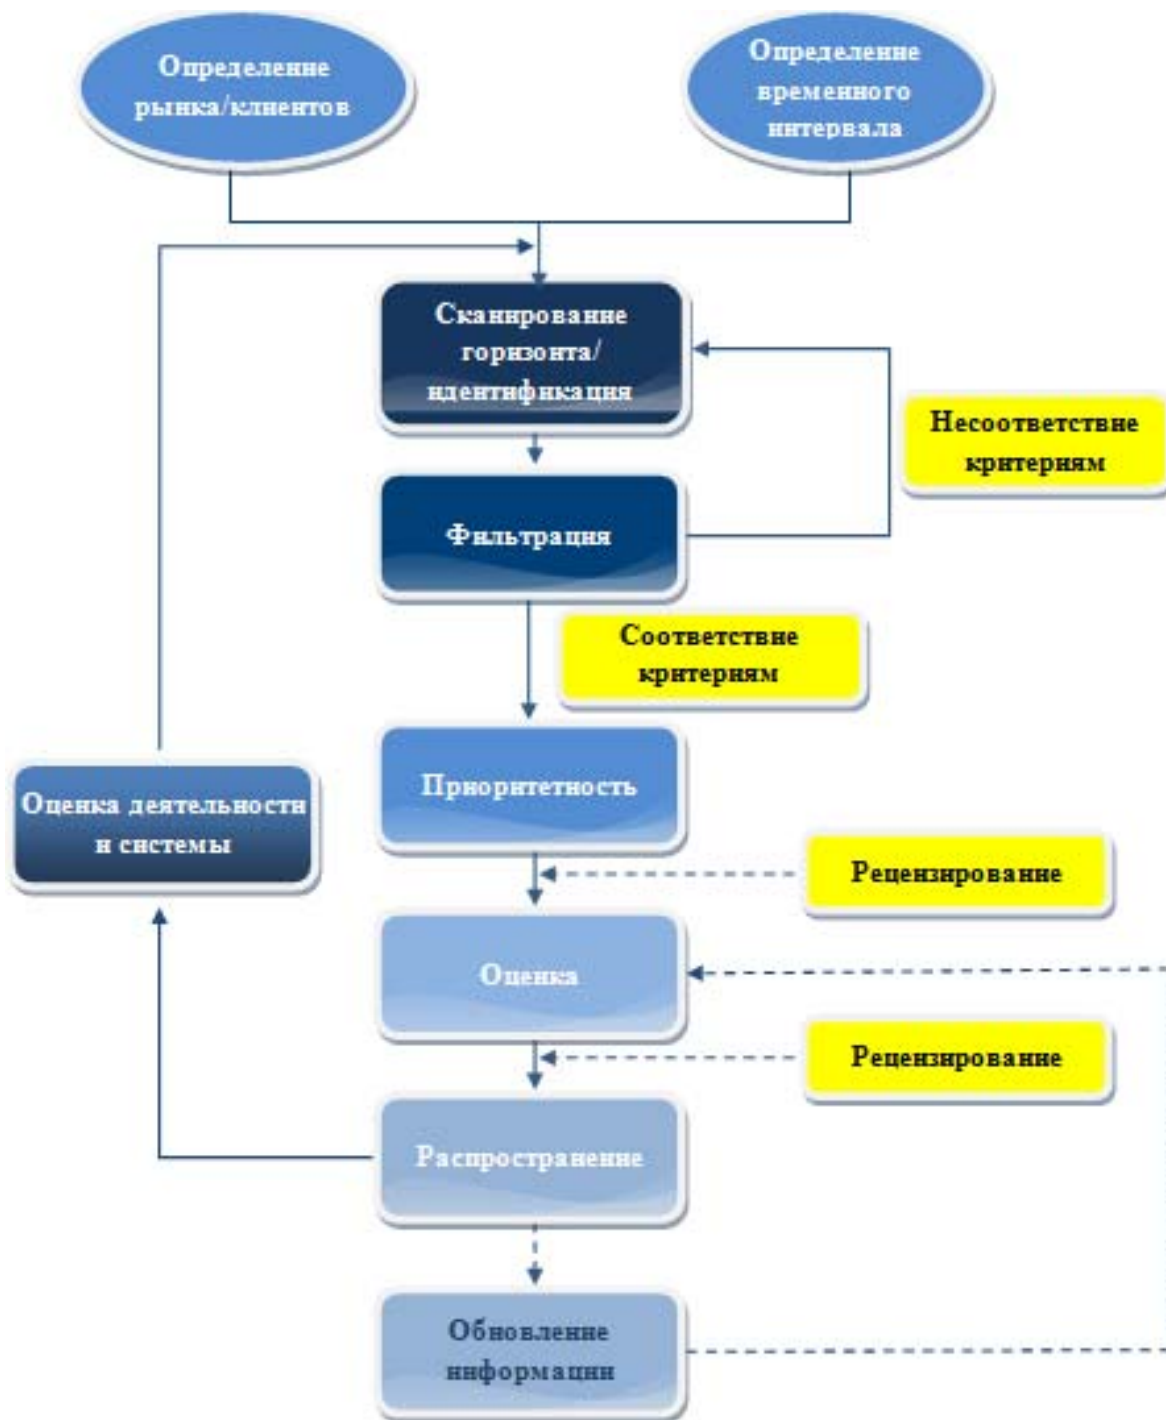 Определение
рынка/клиентов
Определение
временного
интервала
Сканирование
горизонта/
идентификация
Несоответствие
критериям
Фильтрация
Соответствие
критериям
Приоритетность
Оценка деятельности
и системы
Рецензирование
Оценка
Рецензирование
Распространение
Обновление
информации